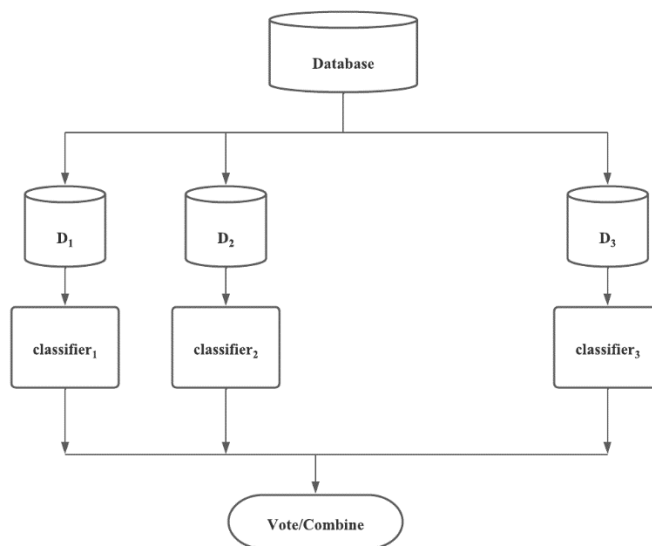 Database
D₁
D₂
D₃
classifier₁
classifier₂
classifier₃
Vote/Combine